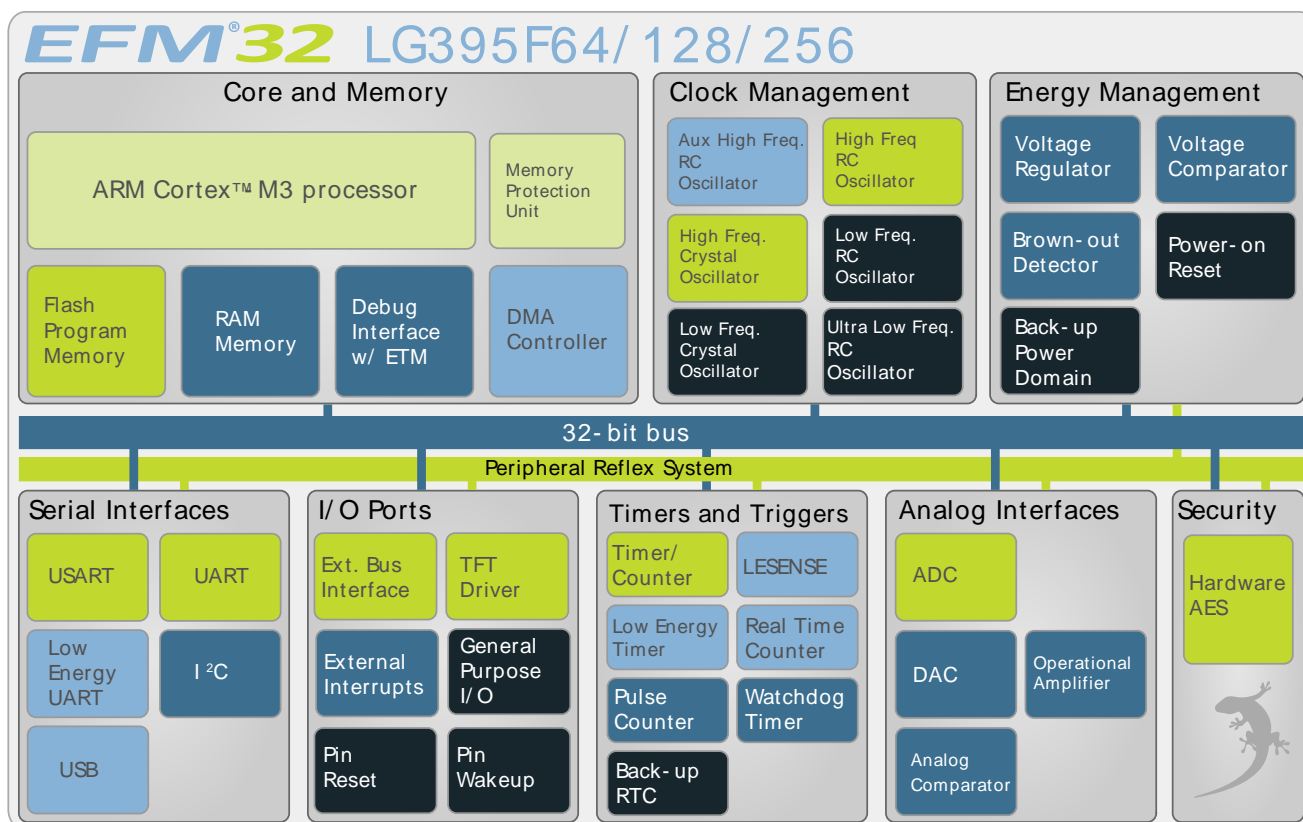 EFM®32 LG395F64/128/256
Core and Memory
ARM Cortex™ M3 processor
Memory
Protection
Unit
Flash
Program
Memory
RAM
Memory
Debug
Interface
w/ ETM
DMA
Controller
Clock Management
Aux High Freq.
RC
Oscillator
High Freq
RC
Oscillator
High Freq.
Crystal
Oscillator
Low Freq.
RC
Oscillator
Low Freq.
Crystal
Oscillator
Ultra Low Freq.
RC
Oscillator
Energy Management
Voltage
Regulator
Voltage
Comparator
Brown-out
Detector
Power-on
Reset
Back-up
Power
Domain
32-bit bus
Peripheral Reflex System
Serial Interfaces
USART
UART
Low
Energy
UART
I²C
USB
I/O Ports
Ext. Bus
Interface
TFT
Driver
External
Interrupts
General
Purpose
I/O
Pin
Reset
Pin
Wakeup
Timers and Triggers
Timer/
Counter
LESENSE
Low Energy
Timer
Real Time
Counter
Pulse
Counter
Watchdog
Timer
Back-up
RTC
Analog Interfaces
ADC
DAC
Operational
Amplifier
Analog
Comparator
Security
Hardware
AES